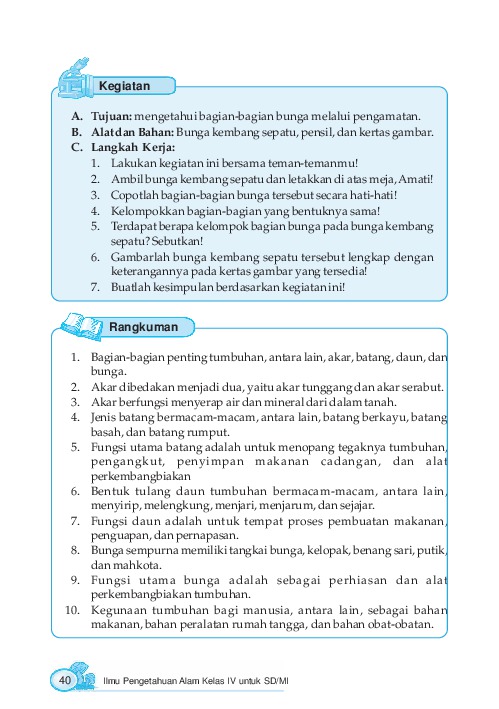 Kegiatan
A. Tujuan: mengetahui bagian-bagian bunga melalui pengamatan.
B. Alat dan Bahan: Bunga kembang sepatu, pensil, dan kertas gambar.
C. Langkah Kerja:
1. Lakukan kegiatan ini bersama teman-temanmu!
2. Ambil bunga kembang sepatu dan letakkan di atas meja, Amati!
3. Copotlah bagian-bagian bunga tersebut secara hati-hati!
4. Kelompokkan bagian-bagian yang bentuknya sama!
5. Terdapat berapa kelompok bagian bunga pada bunga kembang
sepatu? Sebutkan!
6. Gambarlah bunga kembang sepatu tersebut lengkap dengan
keterangannya pada kertas gambar yang tersedia!
7. Buatlah kesimpulan berdasarkan kegiatan ini!
Rangkuman
1. Bagian-bagian penting tumbuhan, antara lain, akar, batang, daun, dan
bunga.
2. Akar dibedakan menjadi dua, yaitu akar tunggang dan akar serabut.
3. Akar berfungsi menyerap air dan mineral dari dalam tanah.
4. Jenis batang bermacam-macam, antara lain, batang berkayu, batang
basah, dan batang rumput.
5. Fungsi utama batang adalah untuk menopang tegaknya tumbuhan,
pengangkut, penyimpan makanan cadangan, dan alat
perkembangbiakan
6. Bentuk tulang daun tumbuhan bermacam-macam, antara lain,
menyirip, melengkung, menjari, menjarum, dan sejajar.
7. Fungsi daun adalah untuk tempat proses pembuatan makanan,
penguapan, dan pernapasan.
8. Bunga sempurna memiliki tangkai bunga, kelopak, benang sari, putik,
dan mahkota.
9. Fungsi utama bunga adalah sebagai perhiasan dan alat
perkembangbiakan tumbuhan.
10. Kegunaan tumbuhan bagi manusia, antara lain, sebagai bahan
makanan, bahan peralatan rumah tangga, dan bahan obat-obatan.
40 Ilmu Pengetahuan Alam Kelas IV untuk SD/MI